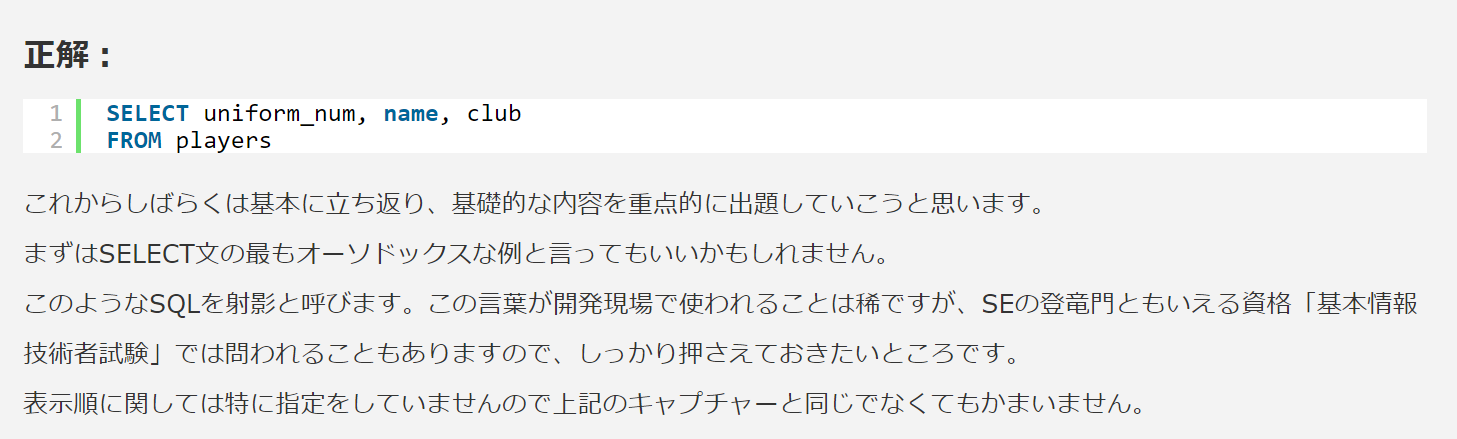 正解：
1 SELECT uniform_num, name, club
2 FROM players
これからしばらくは基本に立ち返り、基礎的な内容を重点的に出題していこうと思います。
まずはSELECT文の最もオーソドックスな例と言ってもいいかもしれません。
このようなSQLを射影と呼びます。この言葉が開発現場で使われることは稀ですが、SEの登竜門ともいえる資格「基本情報
技術者試験」では問われることもありますので、しっかり押さえておきたいところです。
表示順に関しては特に指定をしていませんので上記のキャプチャーと同じでなくてもかまいません。